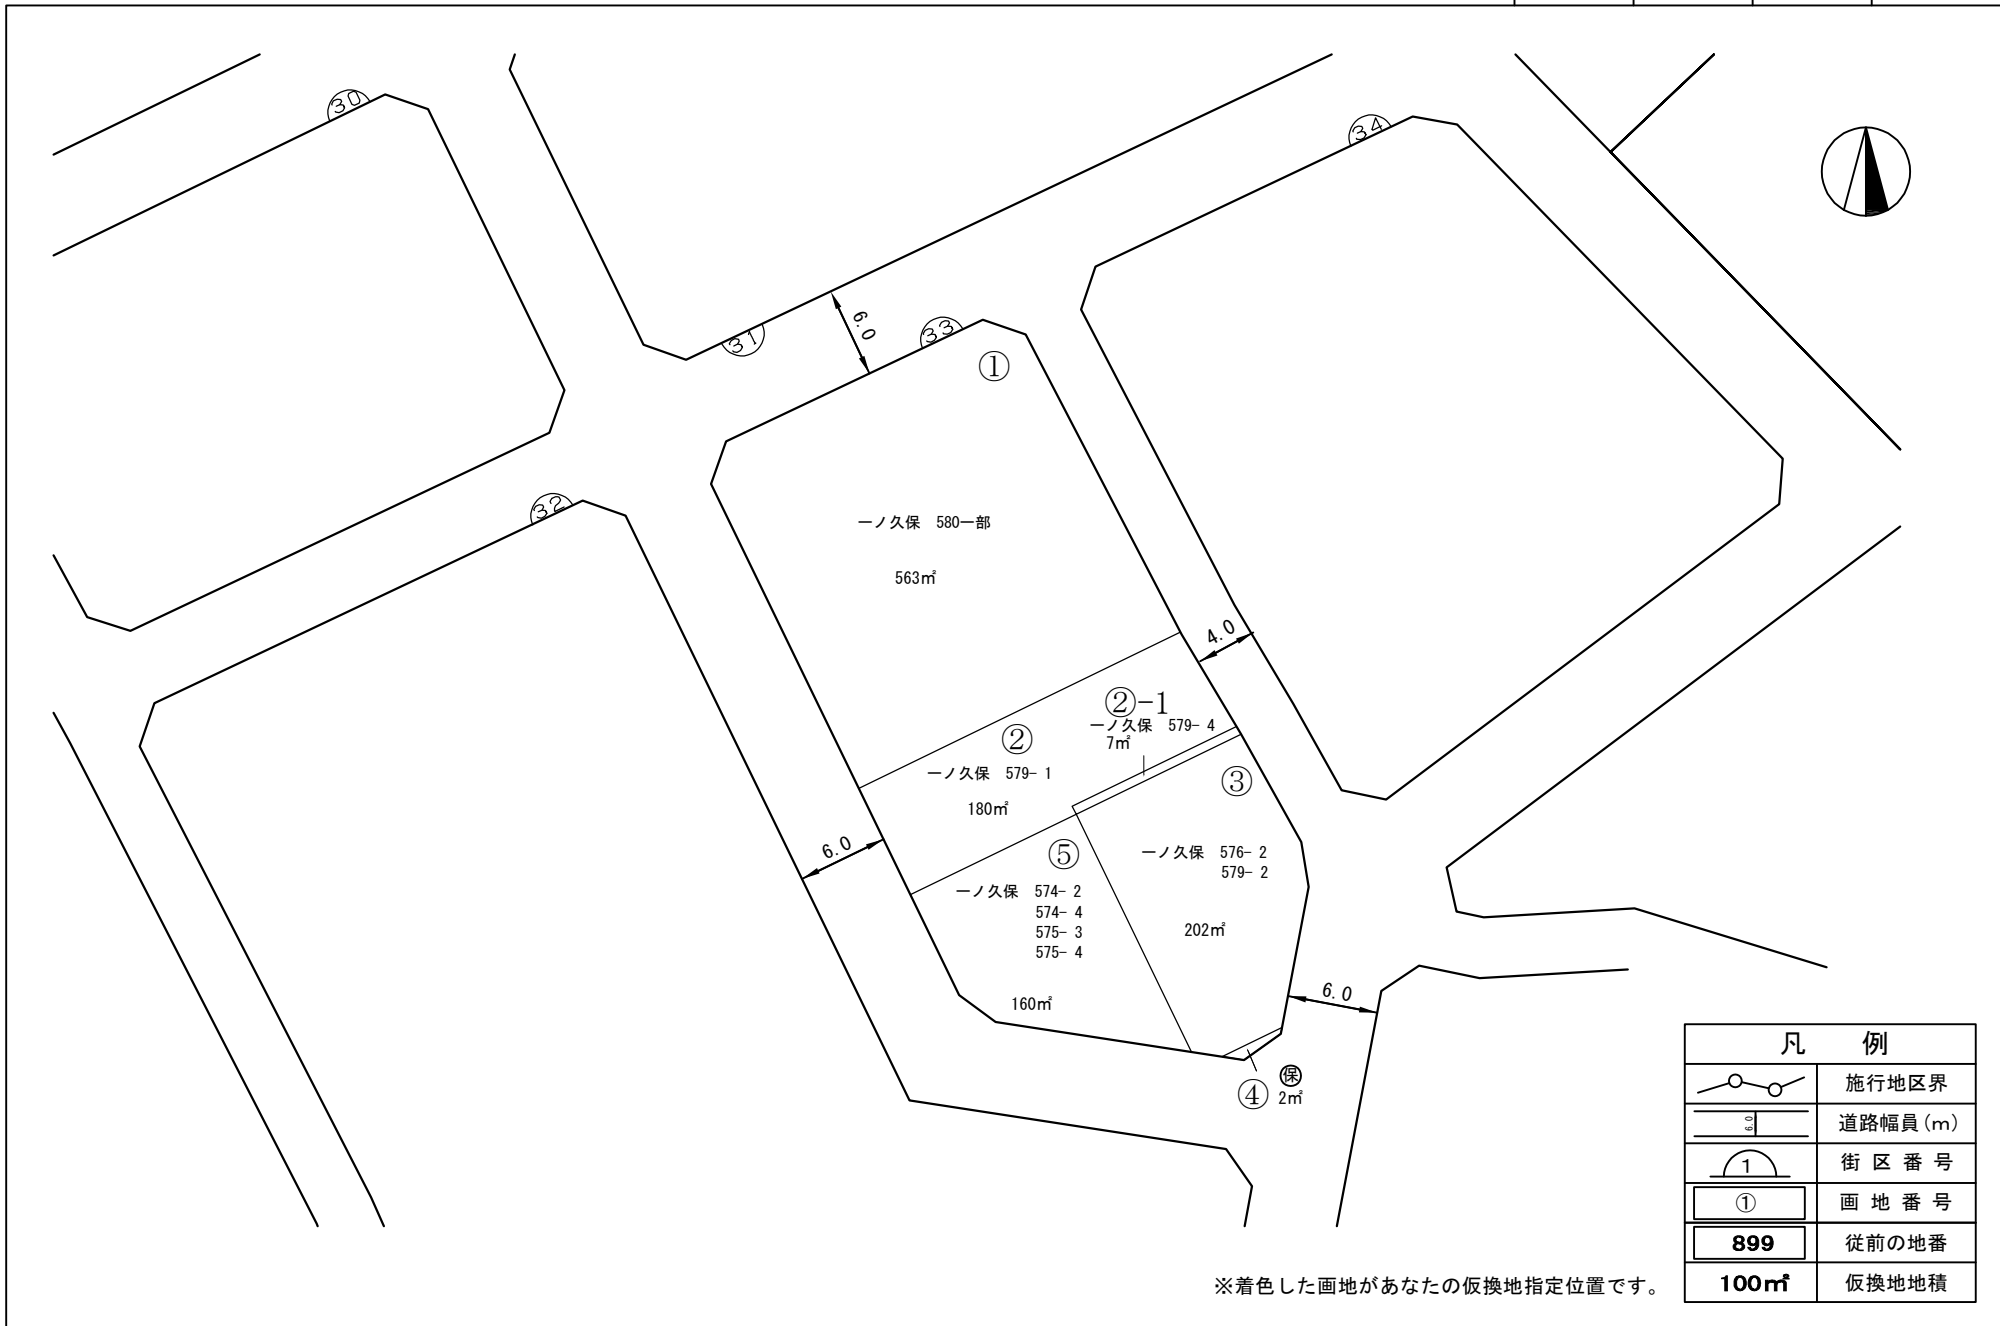 30
34
31
6.0
33
①
32
一ノ久保 580一部
563㎡
4.0
②-1
一ノ久保 579- 4
7㎡
②
一ノ久保 579- 1
180㎡
③
6.0
⑤
一ノ久保 576- 2
579- 2
一ノ久保 574- 2
574- 4
575- 3
575- 4
202㎡
160㎡
6.0
㊩
④ 2㎡
凡 例
施行地区界
6.0 道路幅員(m)
1 街区番号
① 画地番号
899 従前の地番
100㎡ 仮換地地積
※着色した画地があなたの仮換地指定位置です。